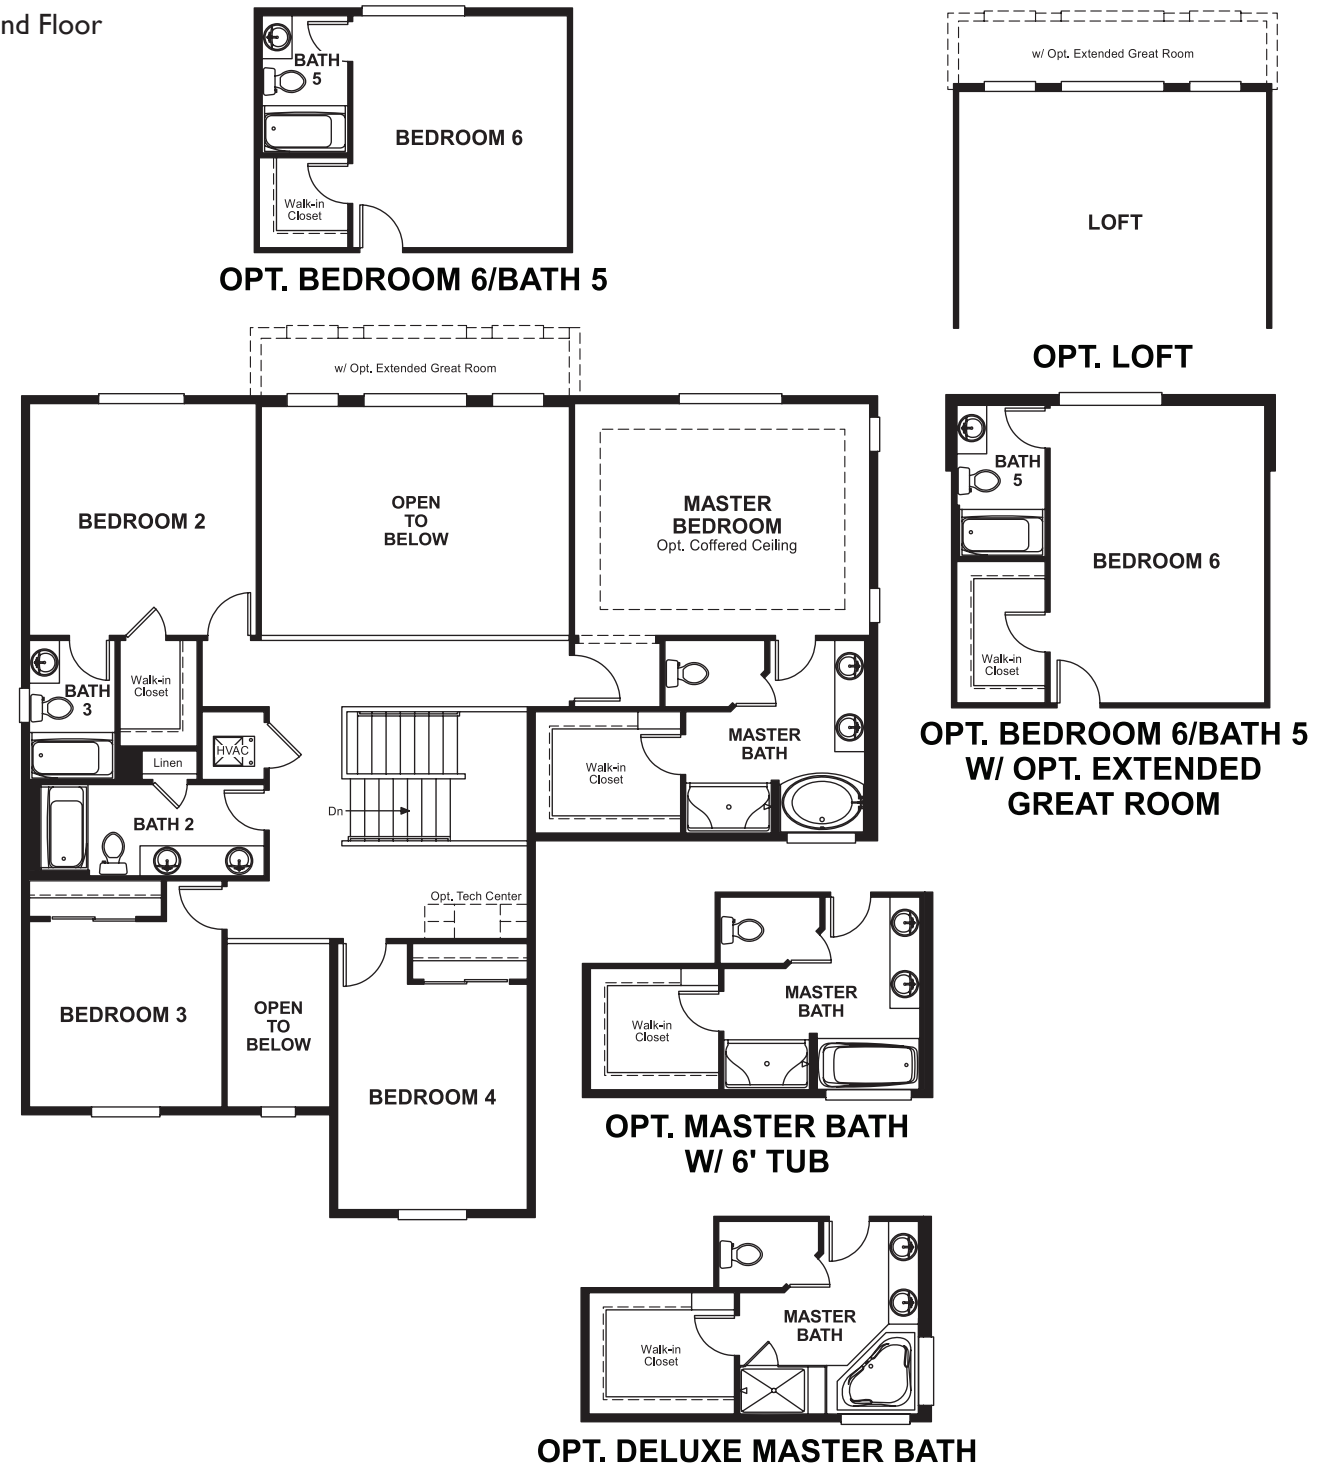 nd Floor
BATH
5
BEDROOM 6
Walk-in
Closet
OPT. BEDROOM 6/BATH 5
w/ Opt. Extended Great Room
LOFT
OPT. LOFT
w/ Opt. Extended Great Room
BEDROOM 2
OPEN
TO
BELOW
MASTER
BEDROOM
Opt. Coffered Ceiling
BATH
3
Walk-in
Closet
HVAC
Linen
BATH 2
Dn
Walk-in
Closet
MASTER
BATH
Opt. Tech Center
BEDROOM 3
OPEN
TO
BELOW
BEDROOM 4
BATH
5
BEDROOM 6
Walk-in
Closet
OPT. BEDROOM 6/BATH 5
W/ OPT. EXTENDED
GREAT ROOM
MASTER
BATH
Walk-in
Closet
OPT. MASTER BATH
W/ 6' TUB
MASTER
BATH
Walk-in
Closet
OPT. DELUXE MASTER BATH